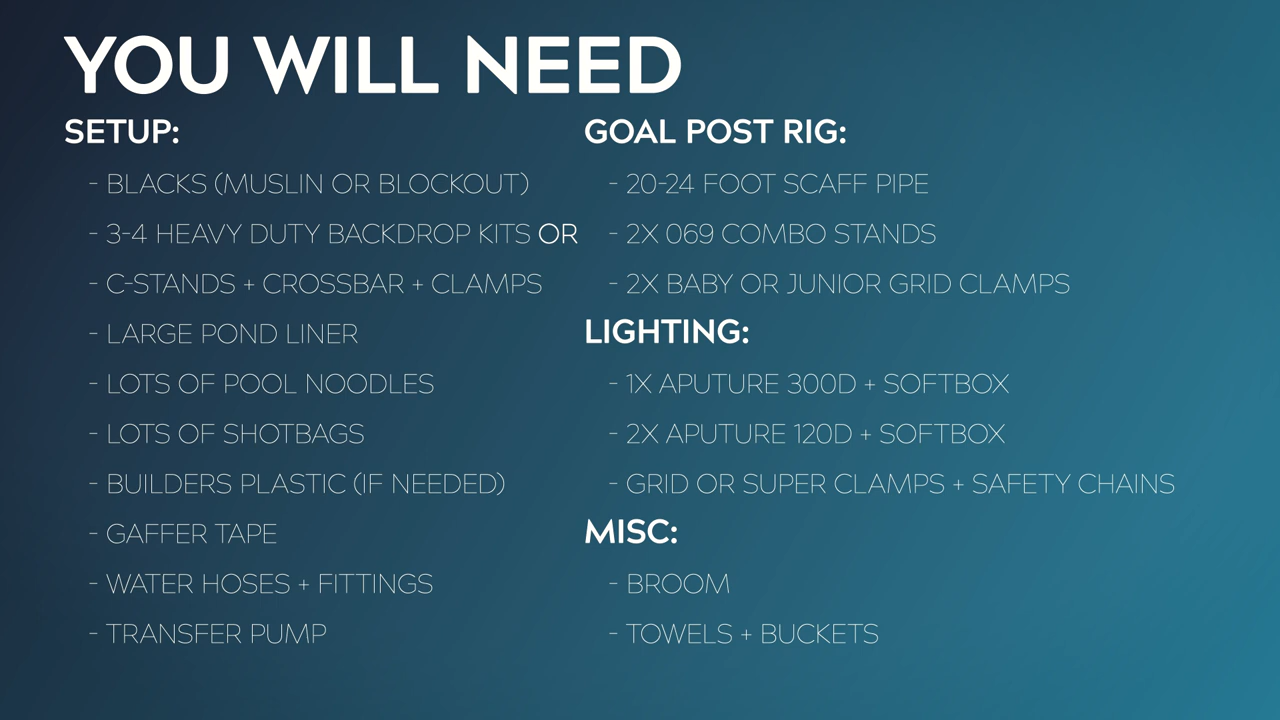 YOU WILL NEED
SETUP:
- BLACKS (MUSLIN OR BLOCKOUT)
- 3-4 HEAVY DUTY BACKDROP KITS OR
- C-STANDS + CROSSBAR + CLAMPS
- LARGE POND LINER
- LOTS OF POOL NOODLES
- LOTS OF SHOTBAGS
- BUILDERS PLASTIC (IF NEEDED)
- GAFFER TAPE
- WATER HOSES + FITTINGS
- TRANSFER PUMP
GOAL POST RIG:
- 20-24 FOOT SCAFF PIPE
- 2X 069 COMBO STANDS
- 2X BABY OR JUNIOR GRID CLAMPS
LIGHTING:
- 1X APUTURE 300D + SOFTBOX
- 2X APUTURE 120D + SOFTBOX
- GRID OR SUPER CLAMPS + SAFETY CHAINS
MISC:
- BROOM
- TOWELS + BUCKETS